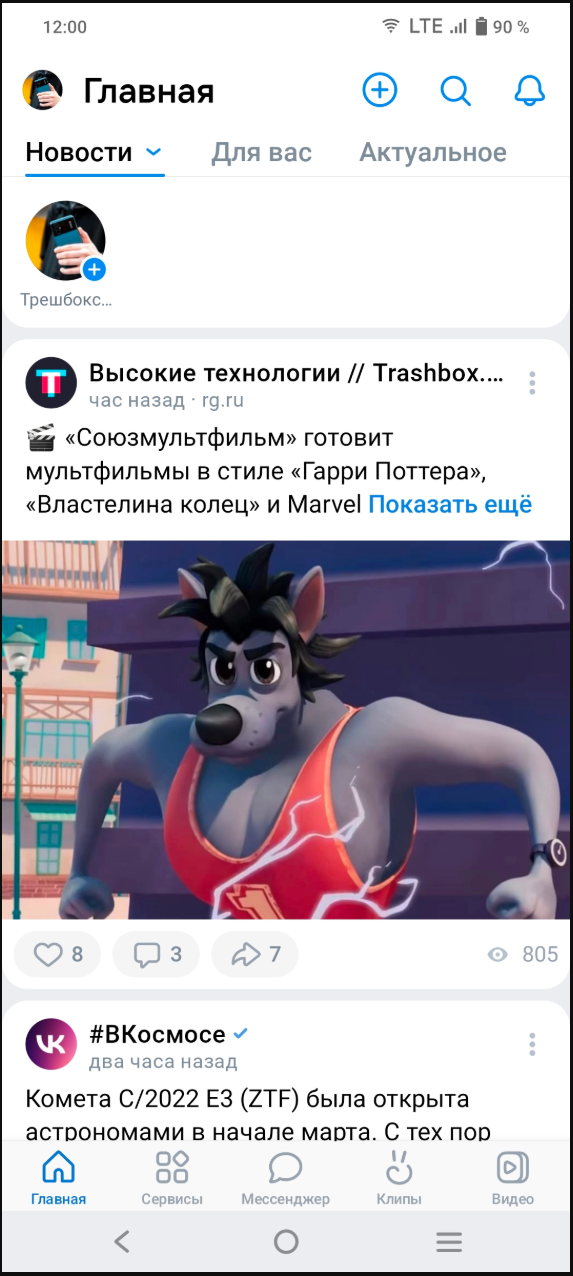 12:00
LTE 90 %
Главная
Новости Для вас Актуальное
Трешбокс...
Высокие технологии // Trashbox....
час назад · rg.ru
🎬 «Союзмультфильм» готовит
мультфильмы в стиле «Гарри Поттера»,
«Властелина колец» и Marvel Показать ещё
1
8 3 7 805
#ВКосмосе
два часа назад
Комета C/2022 E3 (ZTF) была открыта
астрономами в начале марта. С тех пор
Главная Сервисы Мессенджер Клипы Видео